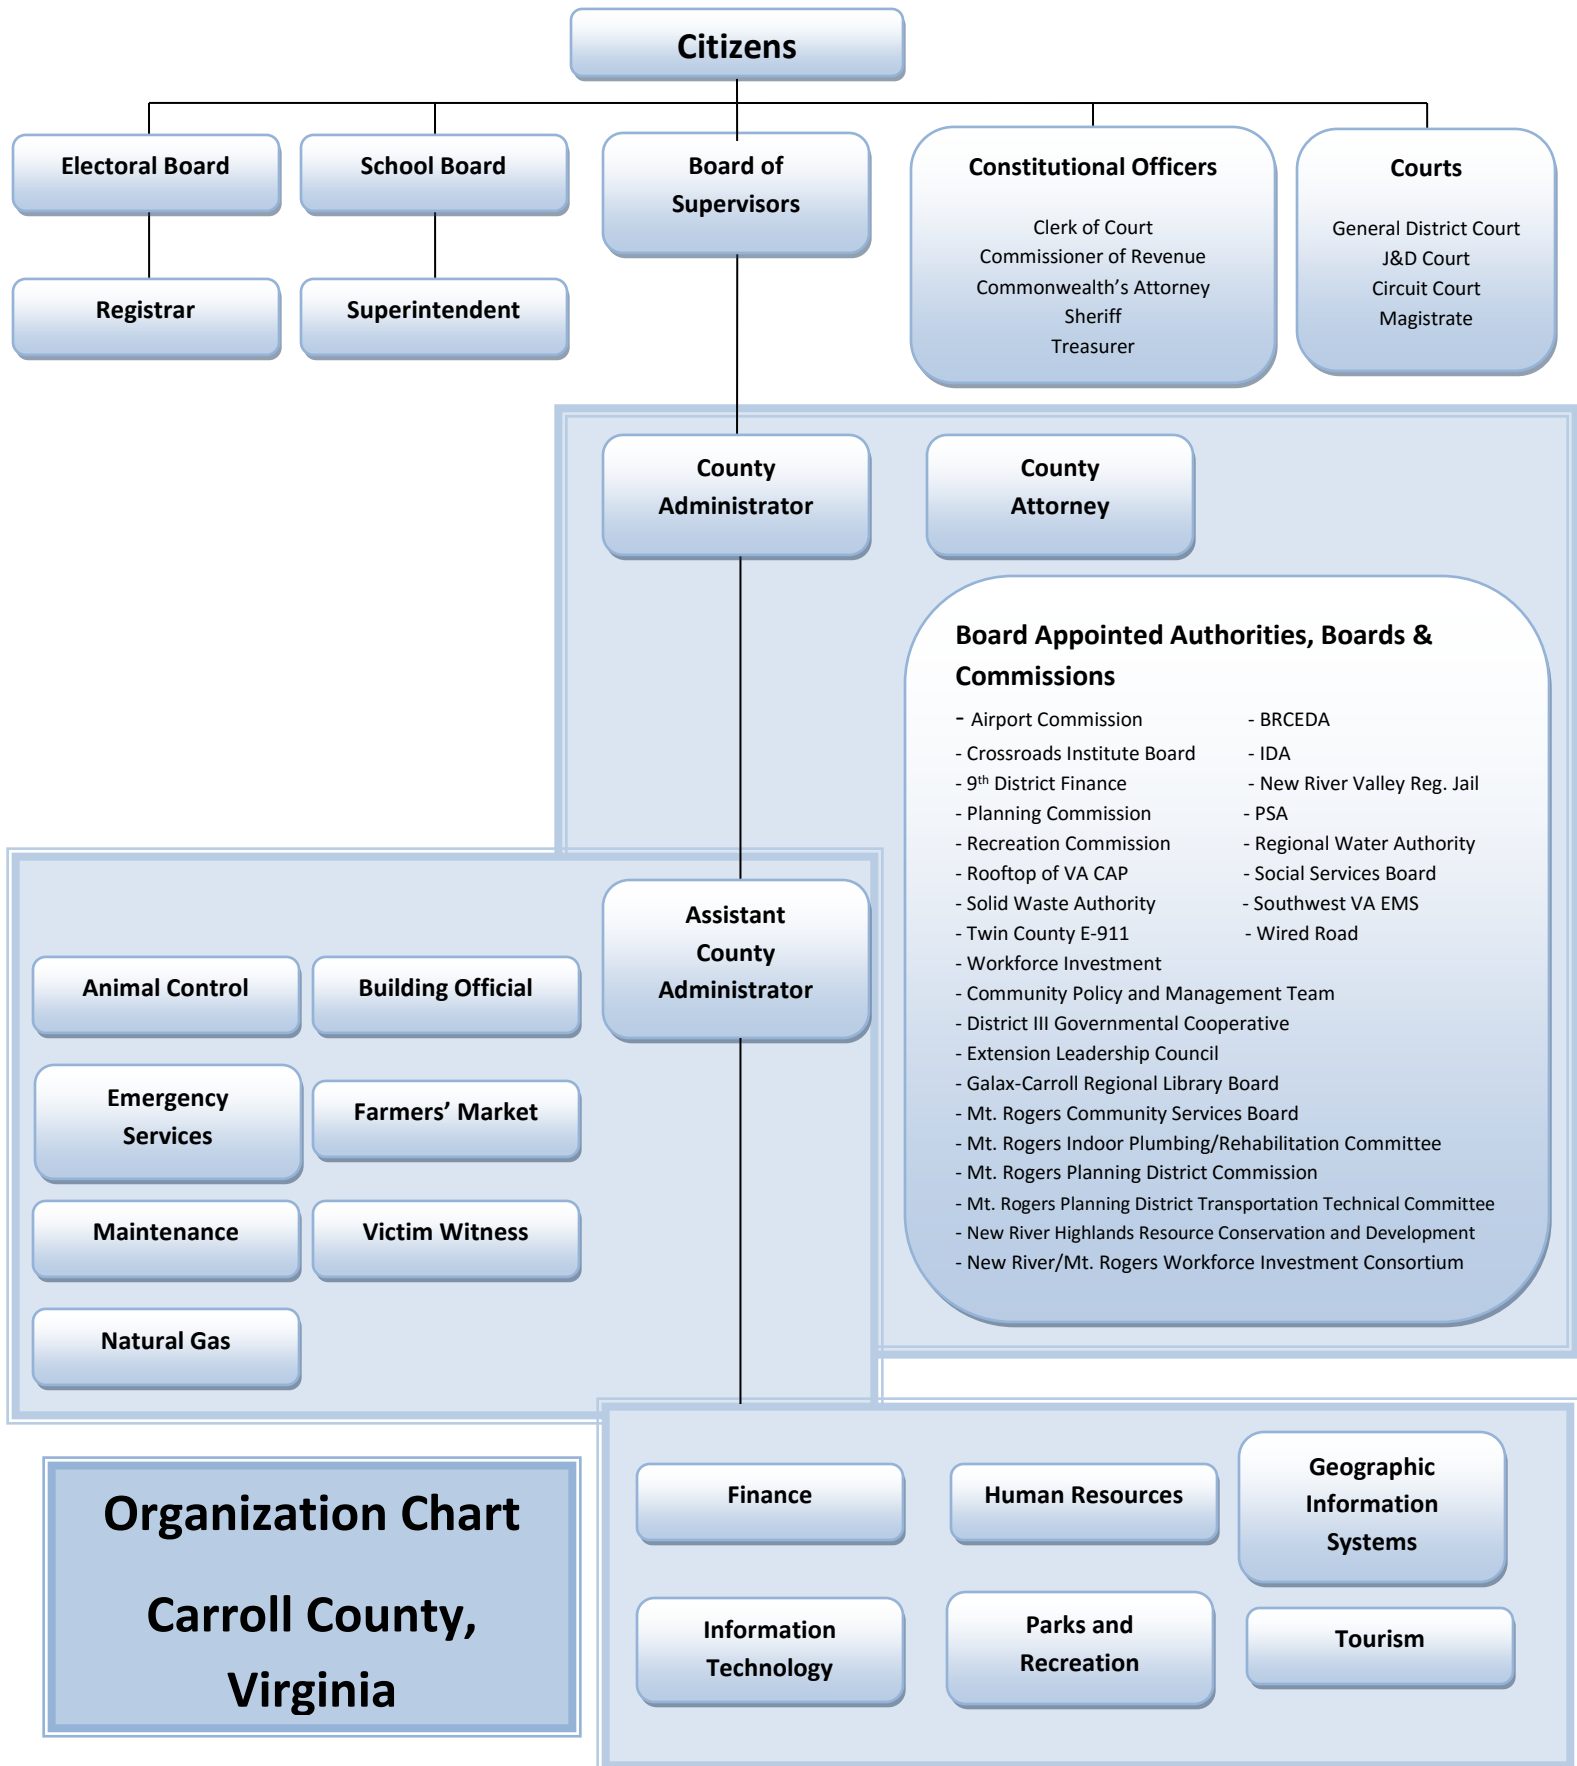 Citizens
Electoral Board
School Board
Board of
Supervisors
Constitutional Officers
Clerk of Court
Commissioner of Revenue
Commonwealth’s Attorney
Sheriff
Treasurer
Courts
General District Court
J&D Court
Circuit Court
Magistrate
Registrar
Superintendent
County
Administrator
County
Attorney
Board Appointed Authorities, Boards &
Commissions
- Airport Commission - BRCEDA
- Crossroads Institute Board - IDA
- 9th District Finance - New River Valley Reg. Jail
- Planning Commission - PSA
- Recreation Commission - Regional Water Authority
- Rooftop of VA CAP - Social Services Board
- Solid Waste Authority - Southwest VA EMS
- Twin County E-911 - Wired Road
- Workforce Investment
- Community Policy and Management Team
- District III Governmental Cooperative
- Extension Leadership Council
- Galax-Carroll Regional Library Board
- Mt. Rogers Community Services Board
- Mt. Rogers Indoor Plumbing/Rehabilitation Committee
- Mt. Rogers Planning District Commission
- Mt. Rogers Planning District Transportation Technical Committee
- New River Highlands Resource Conservation and Development
- New River/Mt. Rogers Workforce Investment Consortium
Assistant
County
Administrator
Animal Control
Building Official
Emergency
Services
Farmers’ Market
Maintenance
Victim Witness
Natural Gas
Finance
Human Resources
Geographic
Information
Systems
Information
Technology
Parks and
Recreation
Tourism
Organization Chart
Carroll County,
Virginia